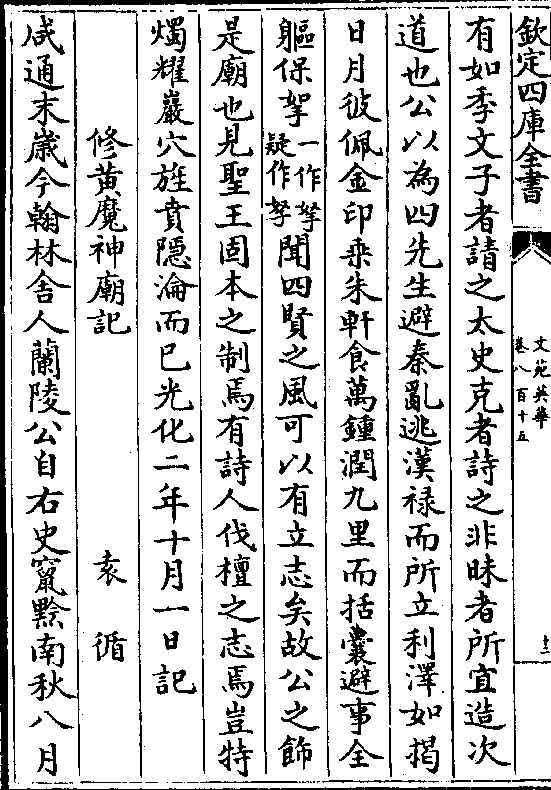 欽定四庫全書
文苑英華
卷八百十五
有如季文子者請之太史克者詩之非昧者所宜造次
道也公以為四先生避秦亂逃漢禄而所立利澤如揭
日月彼佩金印乗朱軒食萬鍾潤九里而括囊避事全
軀保拏一作挐疑作孥聞四賢之風可以有立志矣故公之飾
是廟也見聖王固本之制焉有詩人伐檀之志焉豈特
燭耀巖穴旌賁隠淪而已光化二年十月一日記
修黄魔神廟記
袁循
咸通末嵗今翰林舍人蘭陵公自右史竄黔南秋八月